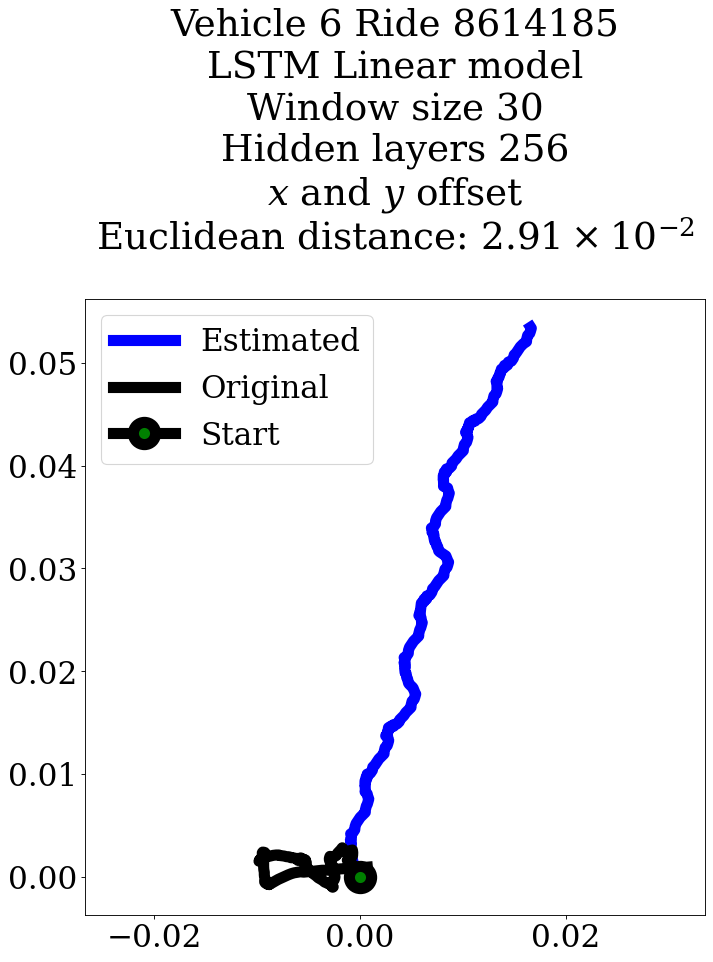 Vehicle 6 Ride 8614185
LSTM Linear model
Window size 30
Hidden layers 256
x and y offset
Euclidean distance: 2.91 × 10⁻²
Estimated
Original
Start
0.05
0.04
0.03
0.02
0.01
0.00
−0.02 0.00 0.02